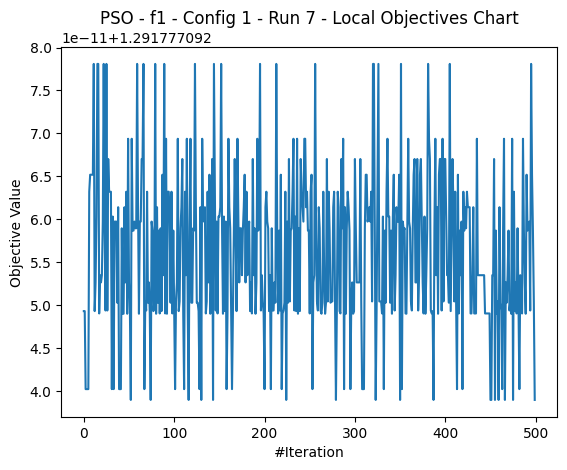 PSO - f1 - Config 1 - Run 7 - Local Objectives Chart
1e−11+1.291777092
8.0
7.5
7.0
6.5
6.0
5.5
5.0
4.5
4.0
Objective Value
0 100 200 300 400 500
#Iteration